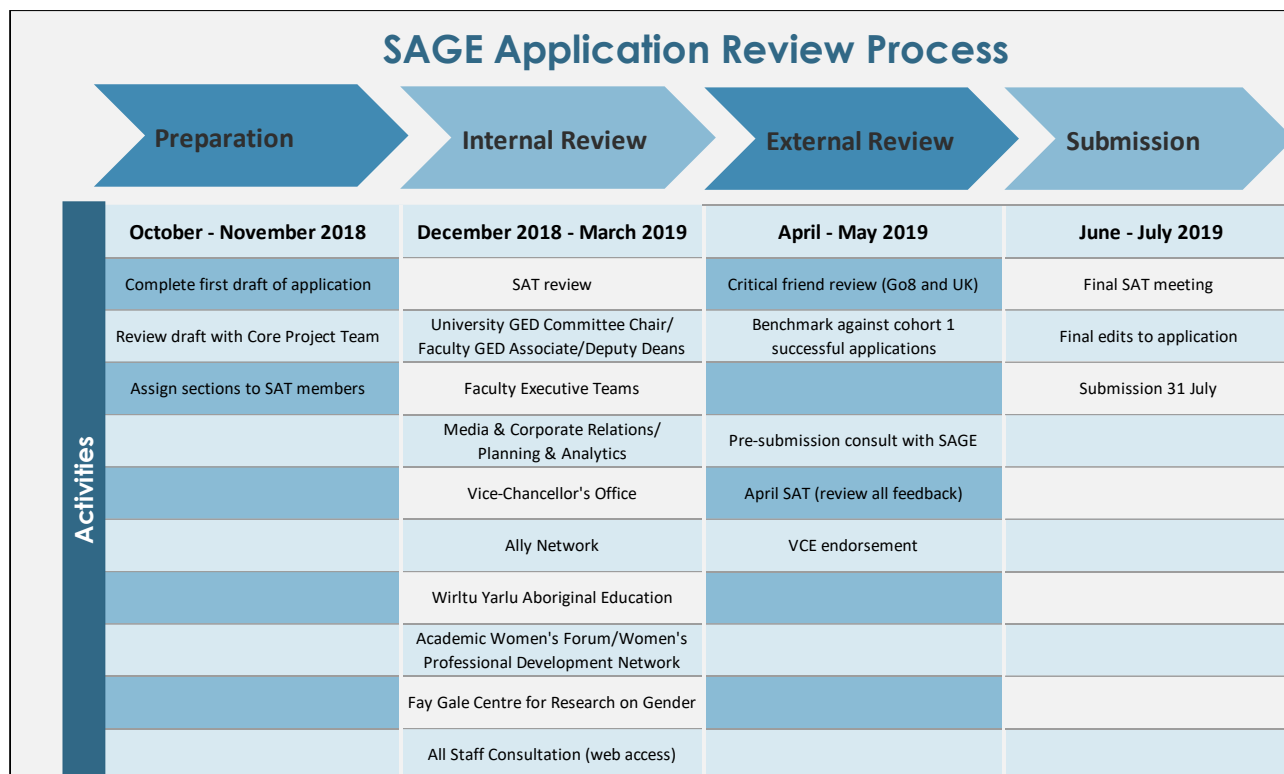 SAGE Application Review Process
Preparation
Internal Review
External Review
Submission
Activities
October - November 2018
December 2018 - March 2019
April - May 2019
June - July 2019
Complete first draft of application
SAT review
Critical friend review (Go8 and UK)
Final SAT meeting
Review draft with Core Project Team
University GED Committee Chair/
Faculty GED Associate/Deputy Deans
Benchmark against cohort 1
successful applications
Final edits to application
Assign sections to SAT members
Faculty Executive Teams
Submission 31 July
Media & Corporate Relations/
Planning & Analytics
Pre-submission consult with SAGE
Vice-Chancellor's Office
April SAT (review all feedback)
Ally Network
VCE endorsement
Wirltu Yarlu Aboriginal Education
Academic Women's Forum/Women's
Professional Development Network
Fay Gale Centre for Research on Gender
All Staff Consultation (web access)